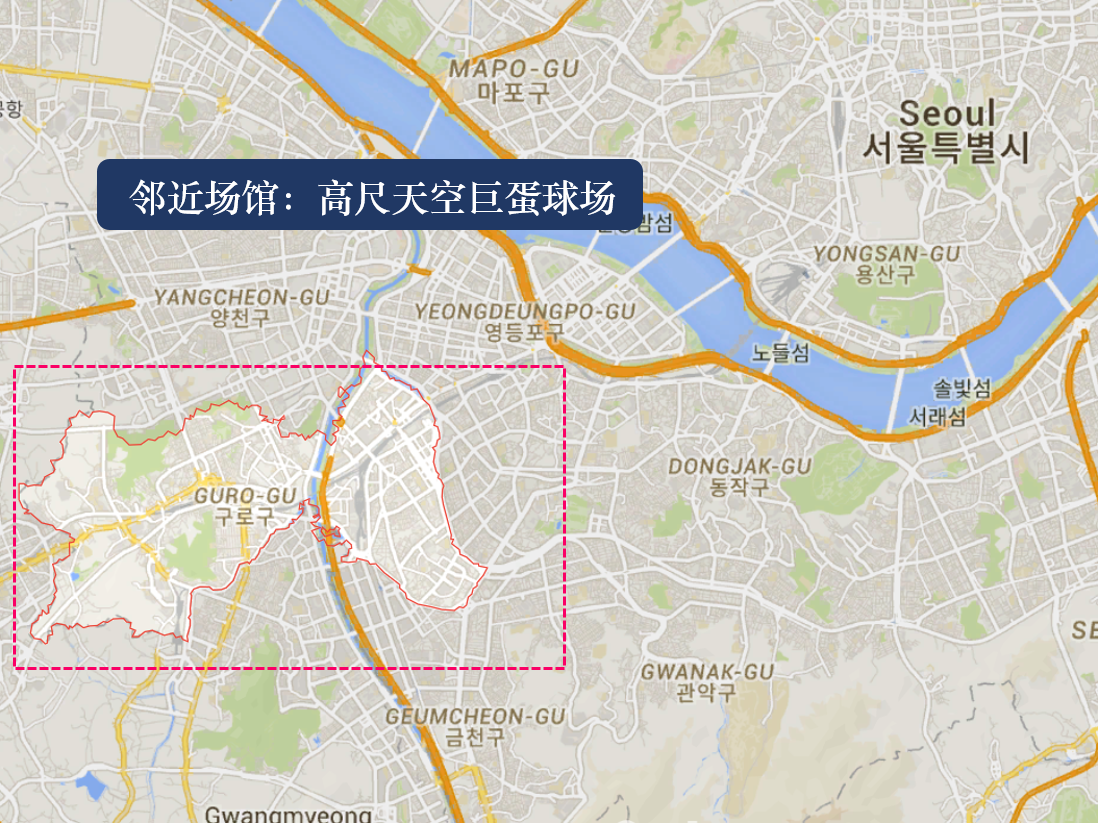 MAPO-GU
마포구
Seoul
서울특별시
공항
邻近场馆：高尺天空巨蛋球场
밤섬
YONGSAN-GU
용산구
YANGCHEON-GU
양천구
YEONGDEUNGPO-GU
영등포구
노들섬
솔빛섬
서래섬
DONGJAK-GU
동작구
GURO-GU
구로구
SE
GWANAK-GU
관악구
GEUMCHEON-GU
금천구
Gwangmyeong